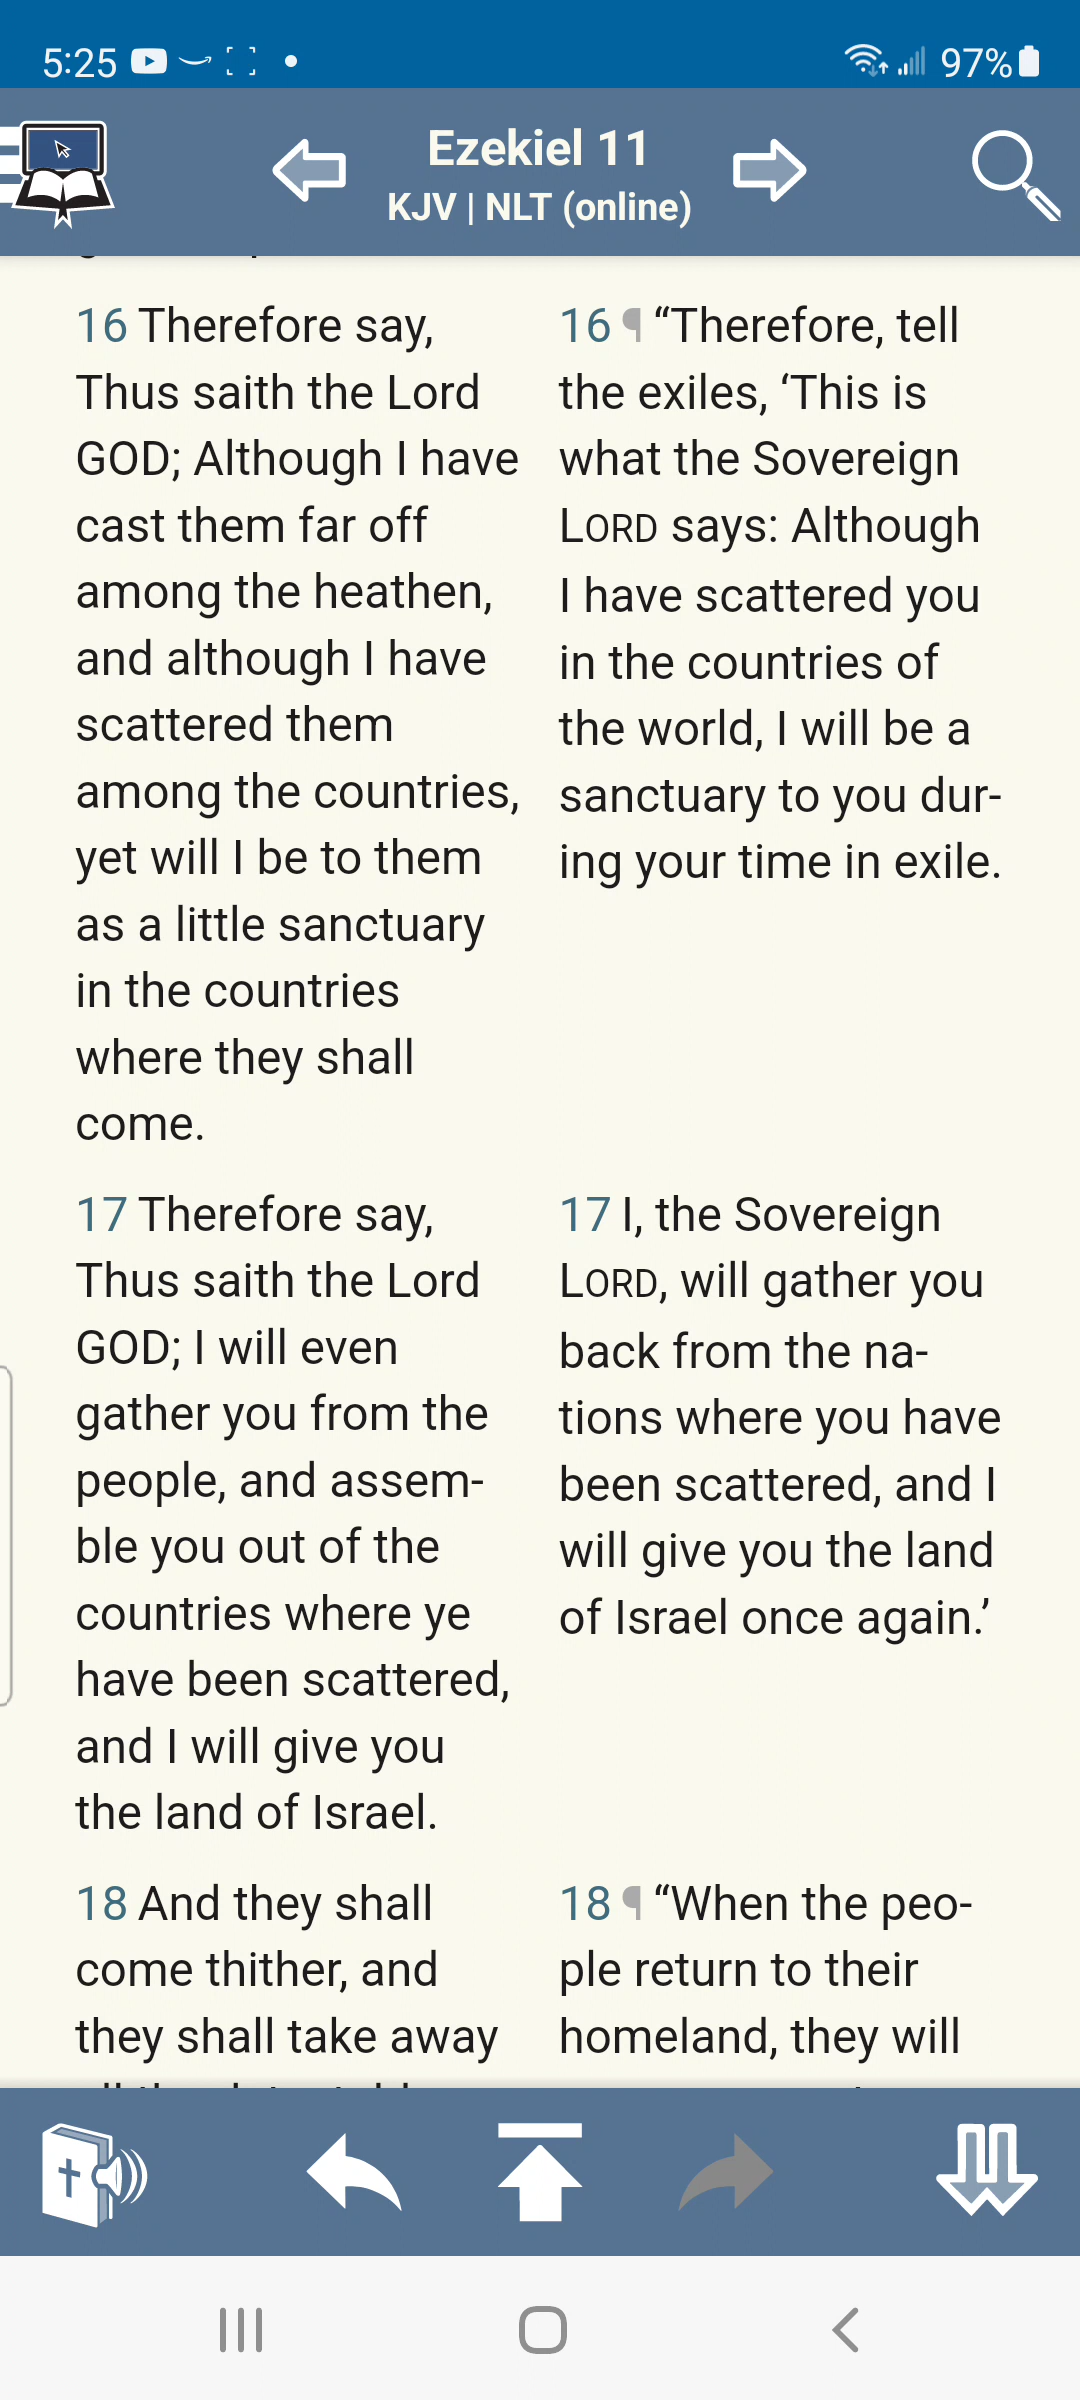 5:25
97%
Ezekiel 11
KJV | NLT (online)
16 Therefore say,
Thus saith the Lord
GOD; Although I have
cast them far off
among the heathen,
and although I have
scattered them
among the countries,
yet will I be to them
as a little sanctuary
in the countries
where they shall
come.
16 ¶ “Therefore, tell
the exiles, ‘This is
what the Sovereign
LORD says: Although
I have scattered you
in the countries of
the world, I will be a
sanctuary to you dur-
ing your time in exile.
17 Therefore say,
Thus saith the Lord
GOD; I will even
gather you from the
people, and assem-
ble you out of the
countries where ye
have been scattered,
and I will give you
the land of Israel.
17 I, the Sovereign
LORD, will gather you
back from the na-
tions where you have
been scattered, and I
will give you the land
of Israel once again.’
18 And they shall
come thither, and
they shall take away
18 ¶ “When the peo-
ple return to their
homeland, they will